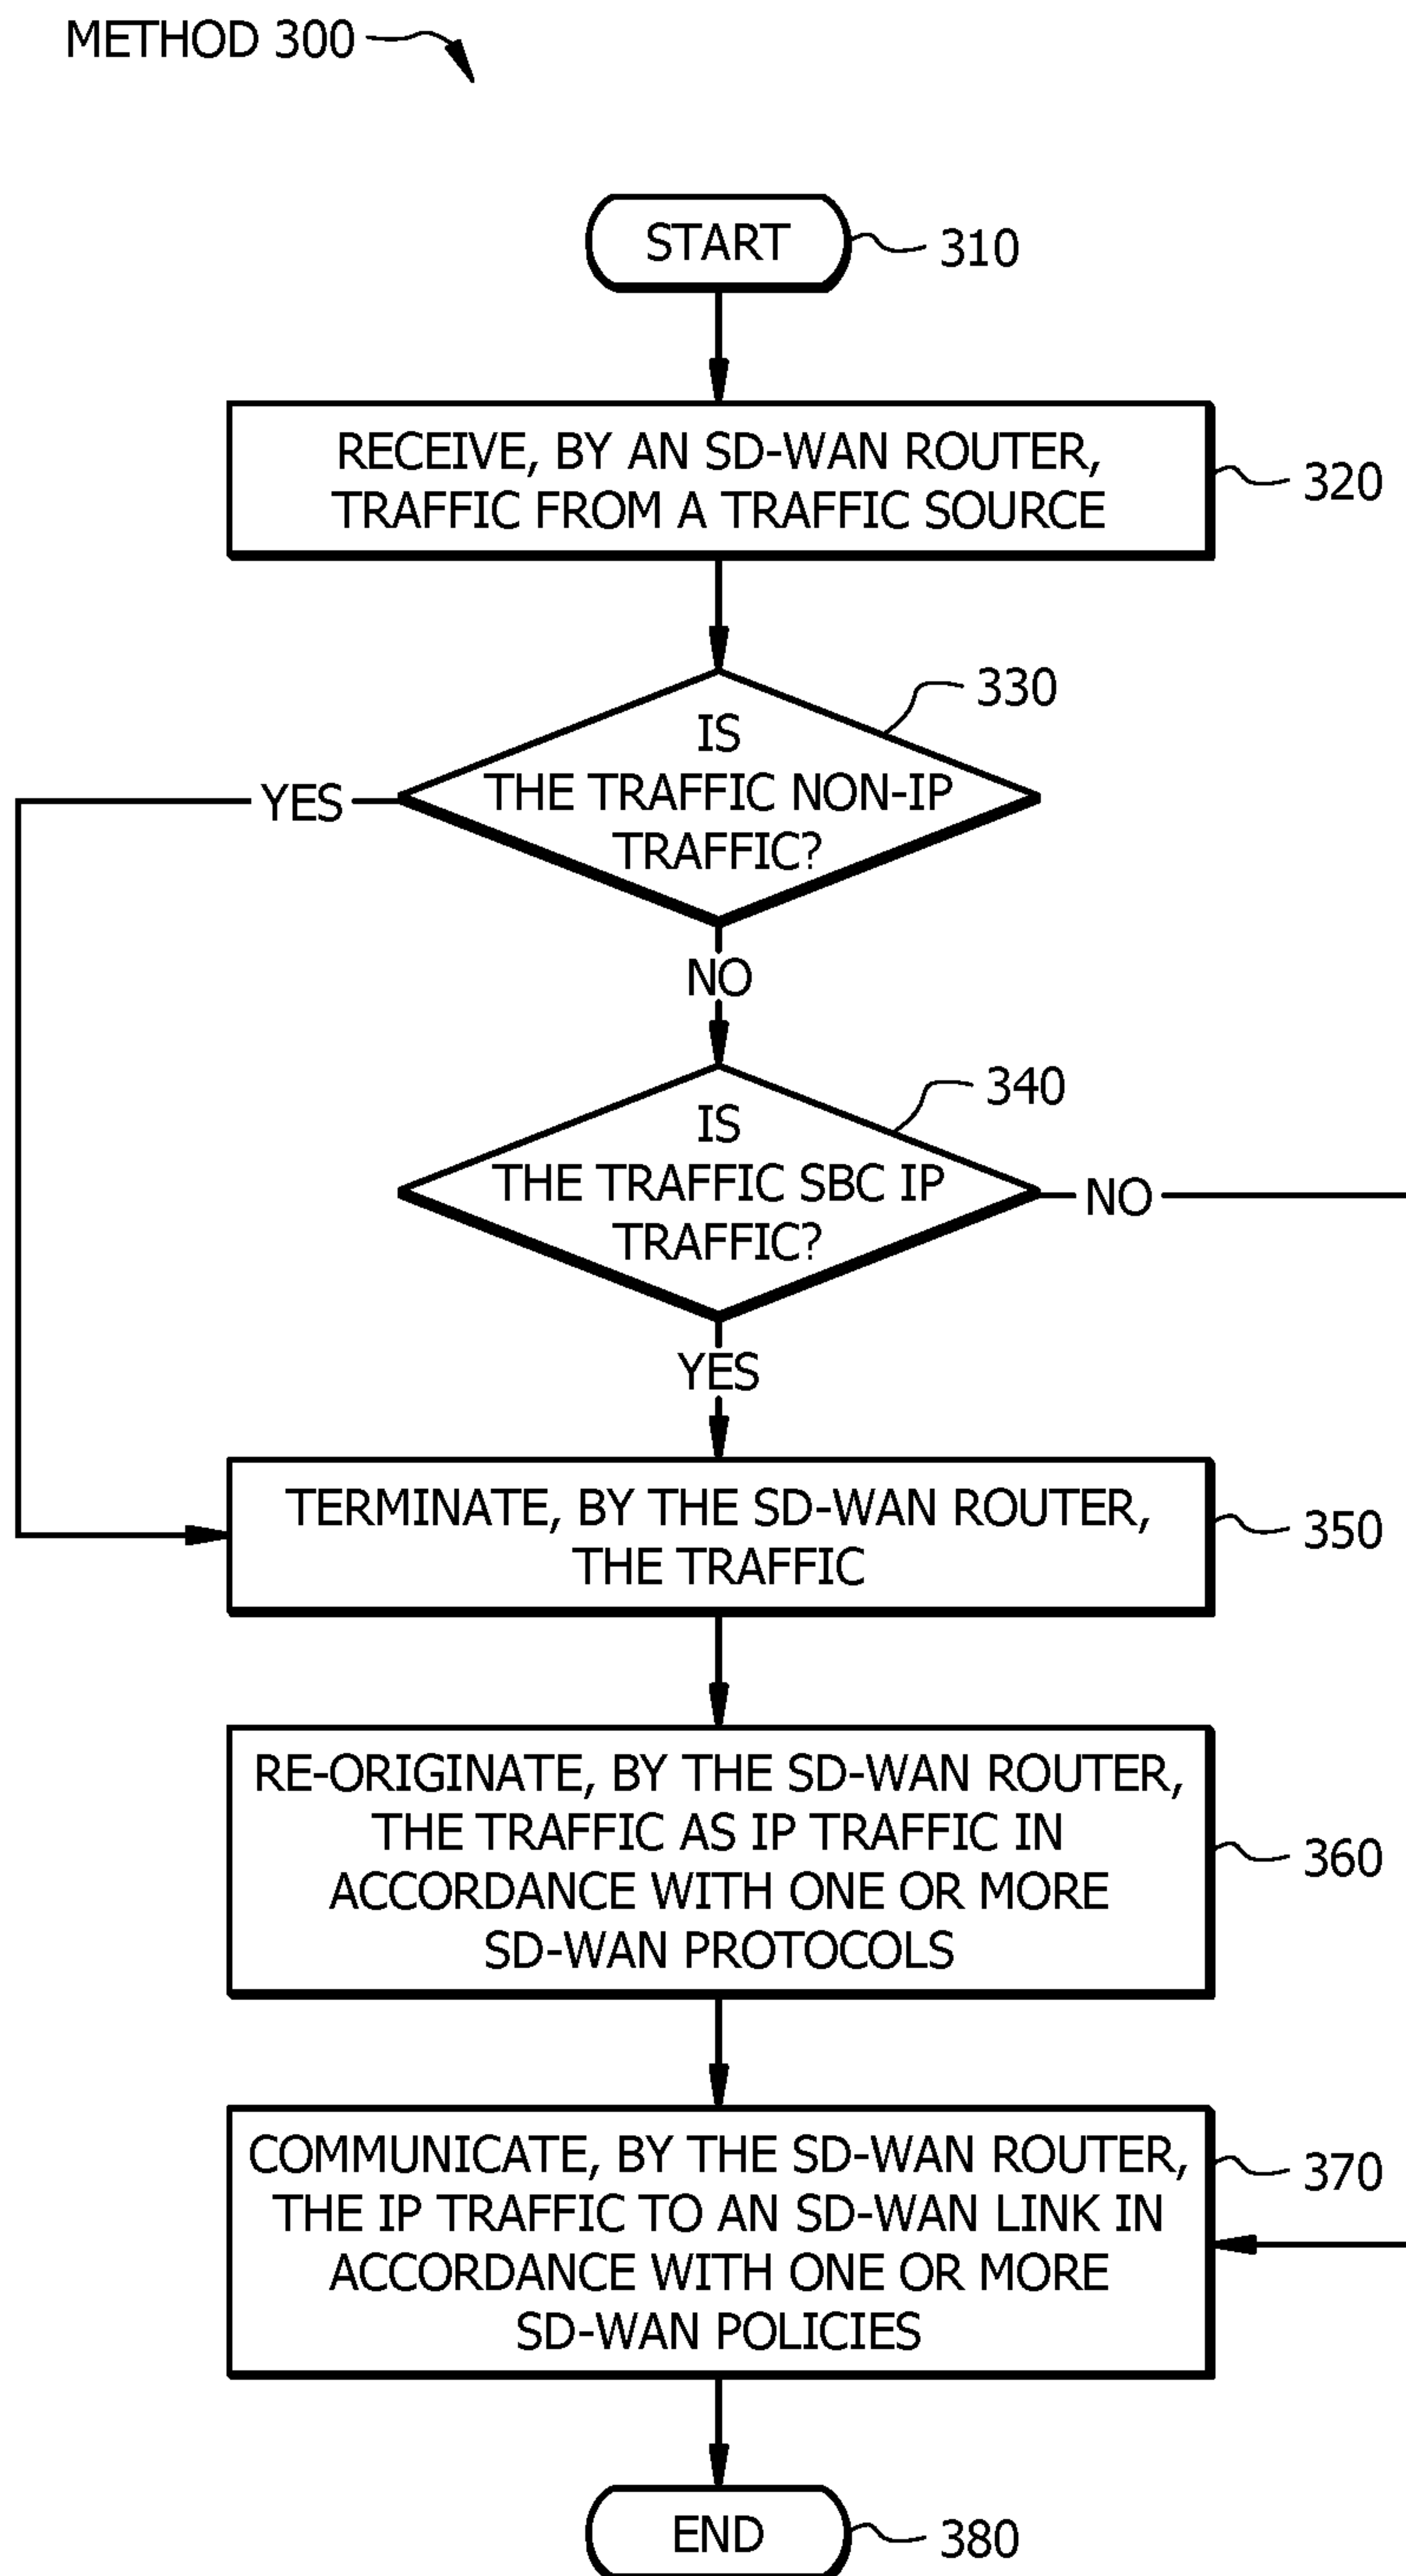 METHOD 300
START
310
RECEIVE, BY AN SD-WAN ROUTER,
TRAFFIC FROM A TRAFFIC SOURCE
320
330
IS
THE TRAFFIC NON-IP
TRAFFIC?
YES
NO
340
IS
THE TRAFFIC SBC IP
TRAFFIC?
NO
YES
TERMINATE, BY THE SD-WAN ROUTER,
THE TRAFFIC
350
RE-ORIGINATE, BY THE SD-WAN ROUTER,
THE TRAFFIC AS IP TRAFFIC IN
ACCORDANCE WITH ONE OR MORE
SD-WAN PROTOCOLS
360
COMMUNICATE, BY THE SD-WAN ROUTER,
THE IP TRAFFIC TO AN SD-WAN LINK IN
ACCORDANCE WITH ONE OR MORE
SD-WAN POLICIES
370
END
380